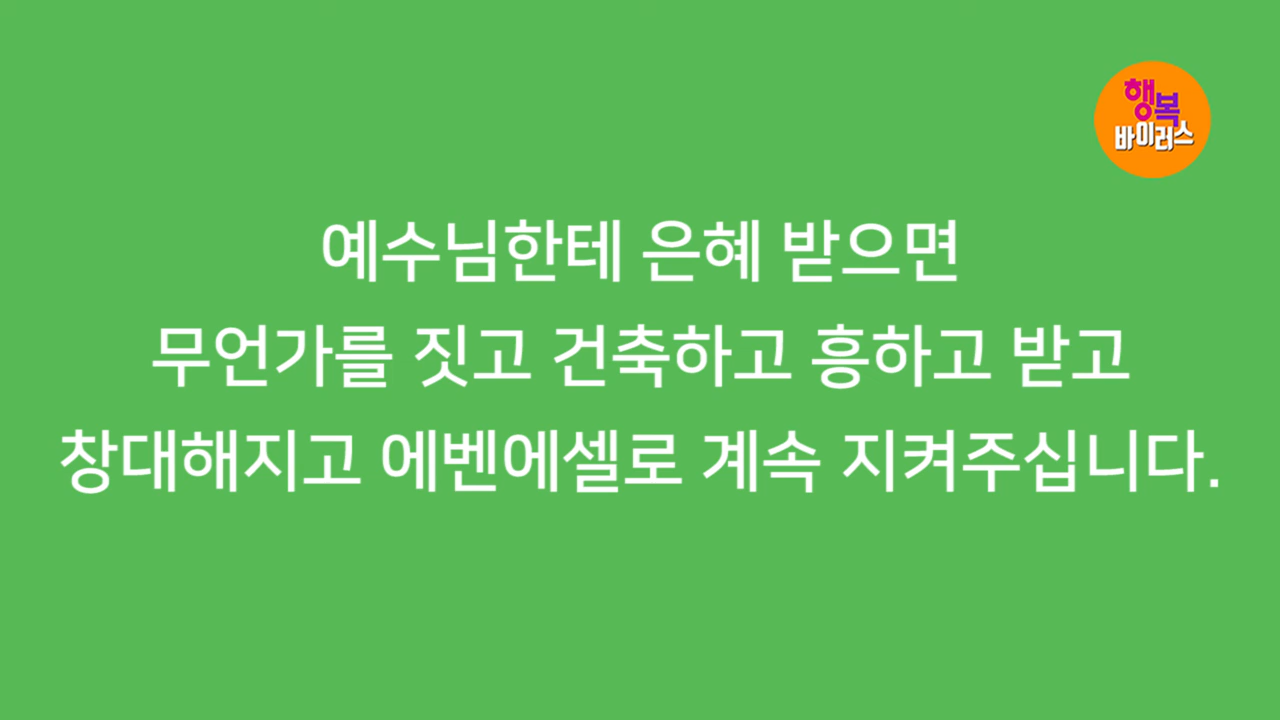 행복
바이러스
예수님한테 은혜 받으면
무언가를 짓고 건축하고 흥하고 받고
창대해지고 에벤에셀로 계속 지켜주십니다.